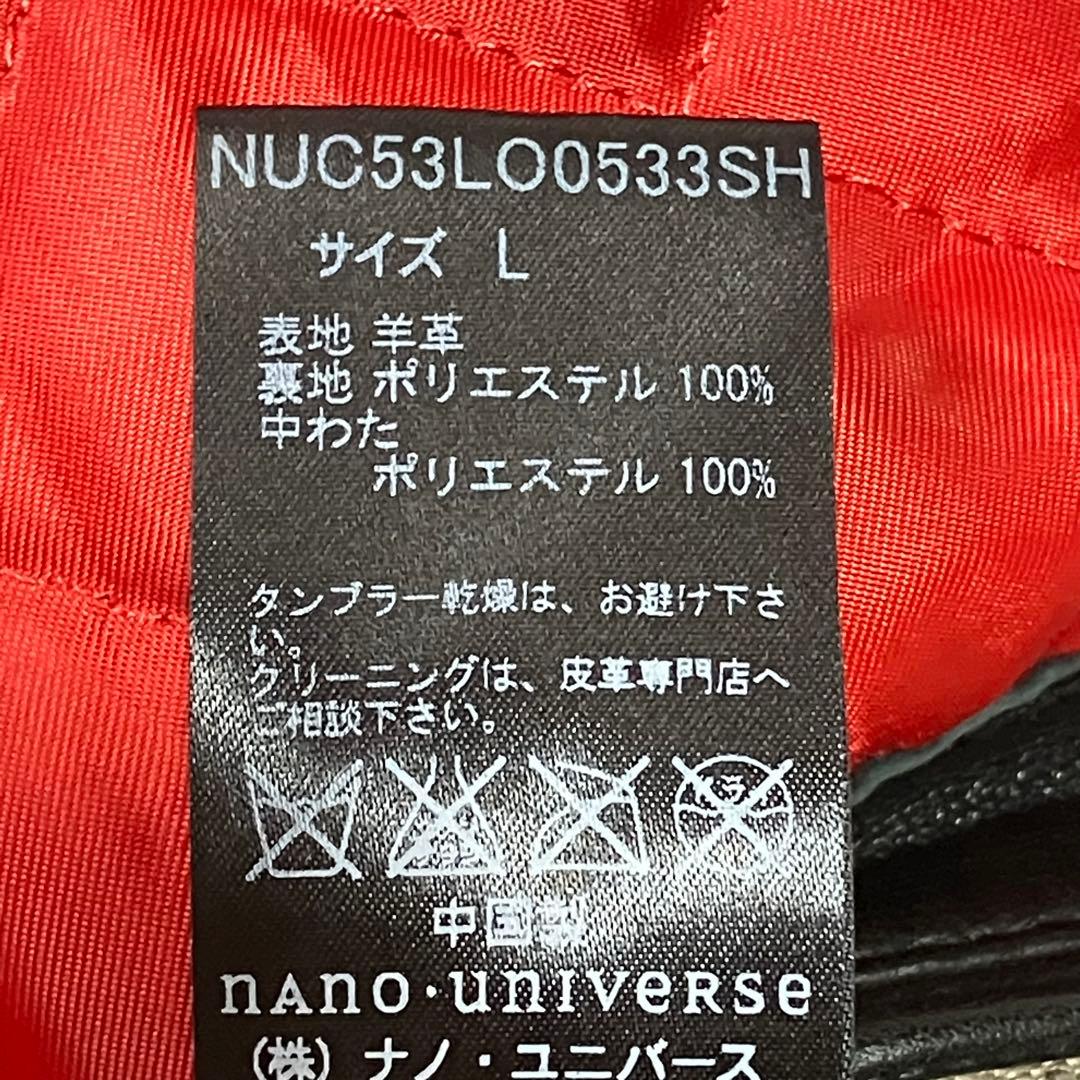 NUC53LO0533SH
サイズ L
表地 羊革
裏地 ポリエステル 100%
中わた
ポリエステル 100%
タンブラー乾燥は、お避け下さ
い。
クリーニングは、皮革専門店へ
ご相談下さい。
ドライ
中国製
nano・universe
(株) ナノ・ユニバース